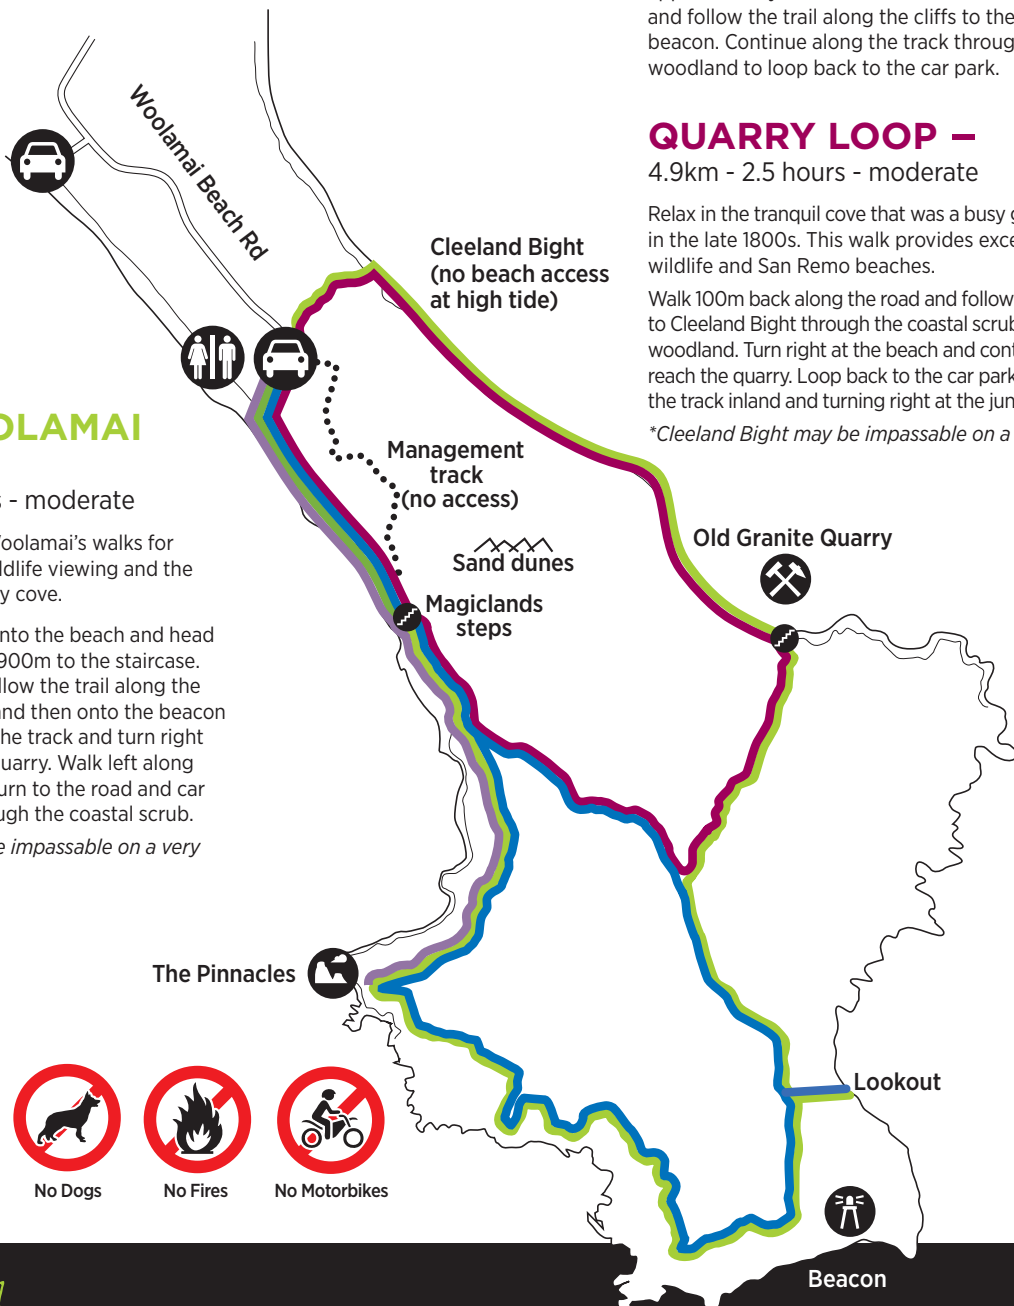 and follow the trail along the cliffs to the
beacon. Continue along the track throug
woodland to loop back to the car park.
QUARRY LOOP –
4.9km - 2.5 hours - moderate
Relax in the tranquil cove that was a busy g
in the late 1800s. This walk provides exce
wildlife and San Remo beaches.
Walk 100m back along the road and follow
to Cleeland Bight through the coastal scrub
woodland. Turn right at the beach and cont
reach the quarry. Loop back to the car park
the track inland and turning right at the jun
*Cleeland Bight may be impassable on a
Woolamai Beach Rd
Cleeland Bight
(no beach access
at high tide)
OLAMAI
s - moderate
Woolamai's walks for
ldlife viewing and the
y cove.
nto the beach and head
900m to the staircase.
llow the trail along the
and then onto the beacon
he track and turn right
uarry. Walk left along
urn to the road and car
ugh the coastal scrub.
e impassable on a very
Management
track
(no access)
Sand dunes
Magiclands
steps
Old Granite Quarry
The Pinnacles
Lookout
No Dogs
No Fires
No Motorbikes
Beacon